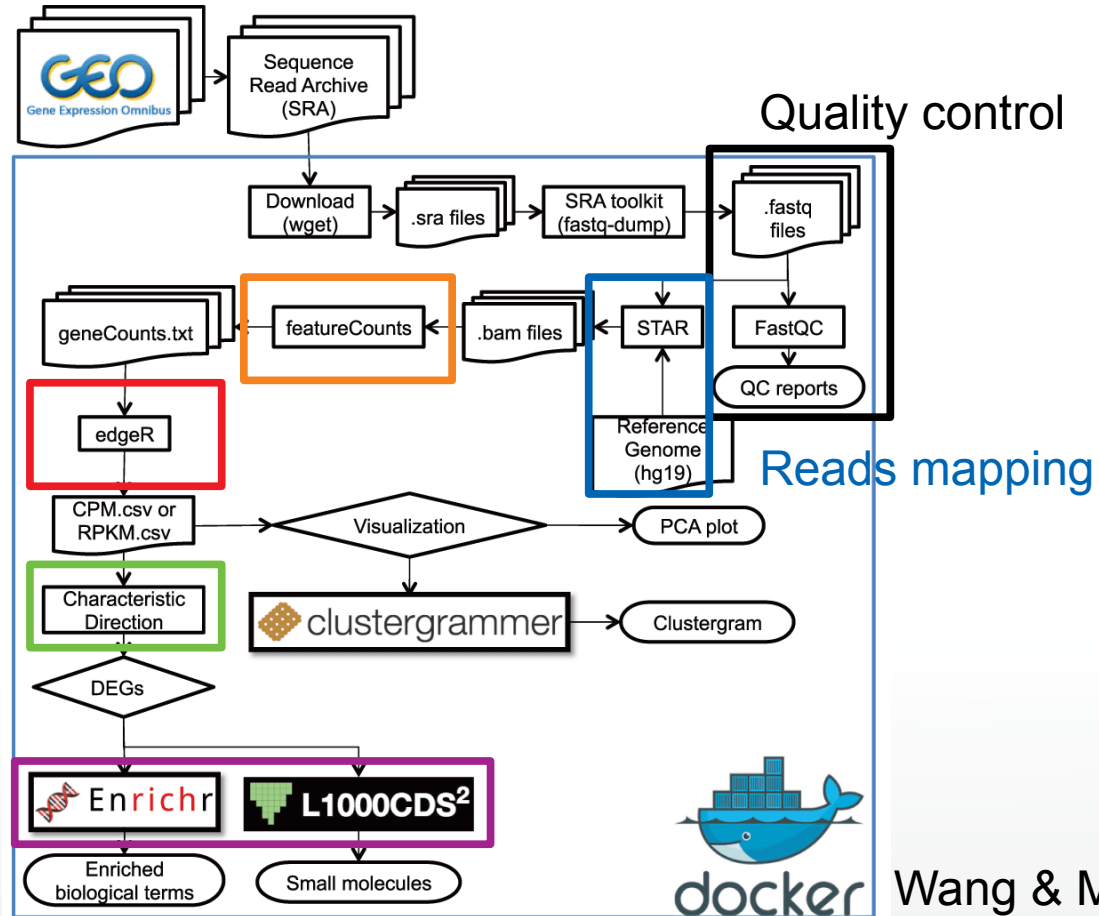 GEO
Gene Expression Omnibus
Sequence
Read Archive
(SRA)
Quality control
Download
(wget)
.sra files
SRA toolkit
(fastq-dump)
.fastq
files
geneCounts.txt
featureCounts
.bam files
STAR
FastQC
QC reports
edgeR
Reference
Genome
(hg19)
Reads mapping
CPM.csv or
RPKM.csv
Visualization
PCA plot
Characteristic
Direction
clustergrammer
Clustergram
DEGs
Enrichr
L1000CDS²
Enriched
biological terms
Small molecules
docker
Wang & M